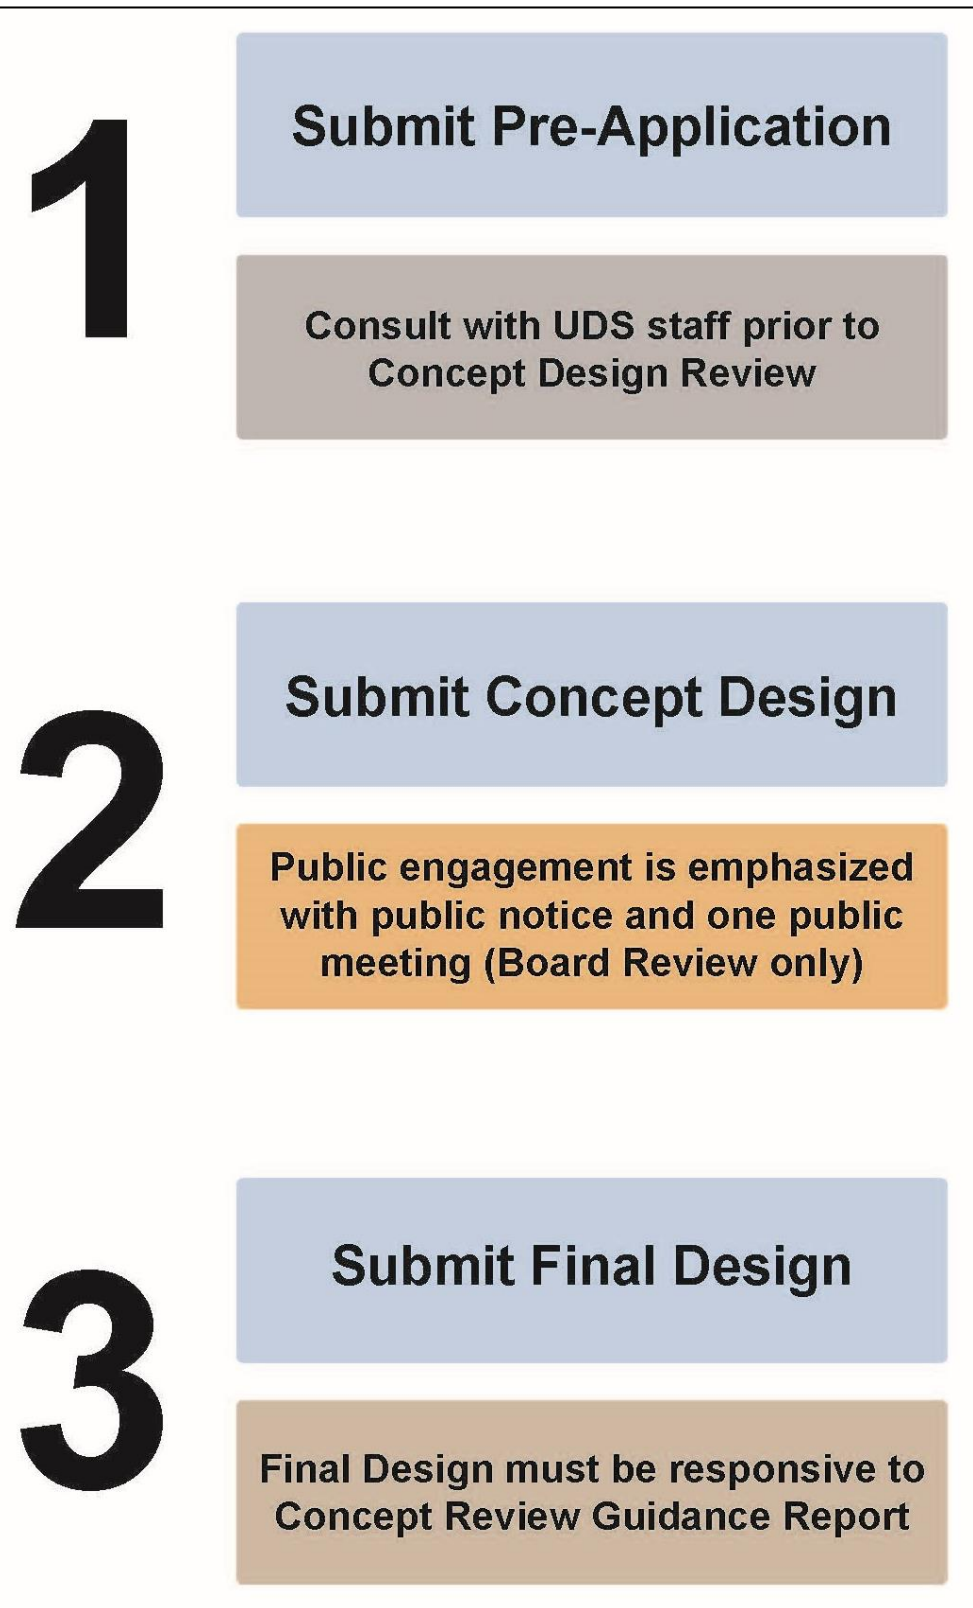 1
Submit Pre-Application
Consult with UDS staff prior to
Concept Design Review
2
Submit Concept Design
Public engagement is emphasized
with public notice and one public
meeting (Board Review only)
3
Submit Final Design
Final Design must be responsive to
Concept Review Guidance Report